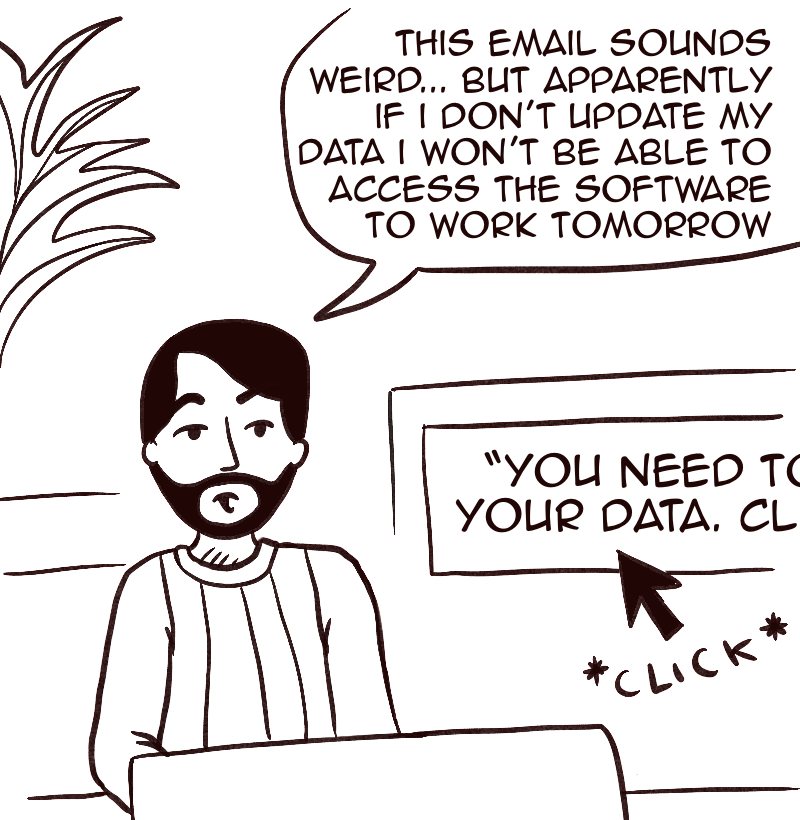 THIS EMAIL SOUNDS
WEIRD... BUT APPARENTLY
IF I DON'T UPDATE MY
DATA I WON'T BE ABLE TO
ACCESS THE SOFTWARE
TO WORK TOMORROW
"YOU NEED TO
YOUR DATA. CL
*CLICK*